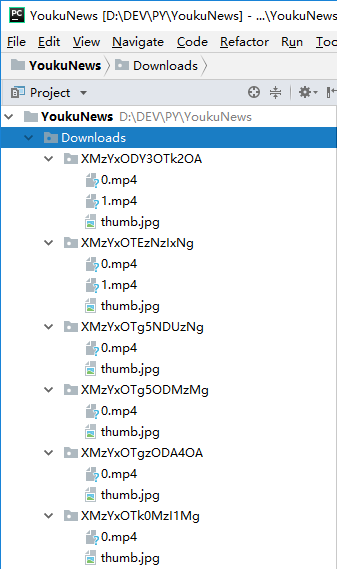 PC YoukuNews [D:\DEV\PY\YoukuNews] - ...\YoukuNews
File Edit View Navigate Code Refactor Run Too
YoukuNews Downloads
Project
YoukuNews D:\DEV\PY\YoukuNews
Downloads
XMzYxODY3OTk2OA
0.mp4
1.mp4
thumb.jpg
XMzYxOTEzNzIxNg
0.mp4
1.mp4
thumb.jpg
XMzYxOTg5NDUzNg
0.mp4
thumb.jpg
XMzYxOTg5ODMzMg
0.mp4
thumb.jpg
XMzYxOTgzODA4OA
0.mp4
thumb.jpg
XMzYxOTk0MzI1Mg
0.mp4
thumb.jpg